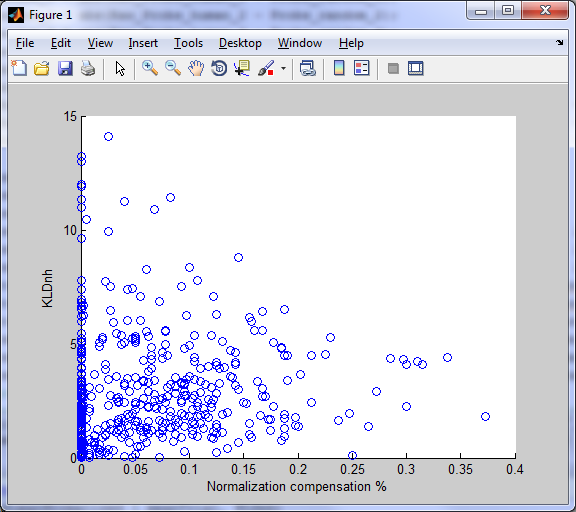 Figure 1
File Edit View Insert Tools Desktop Window Help
15
10
5
0
KLDnh
0 0.05 0.1 0.15 0.2 0.25 0.3 0.35 0.4
Normalization compensation %